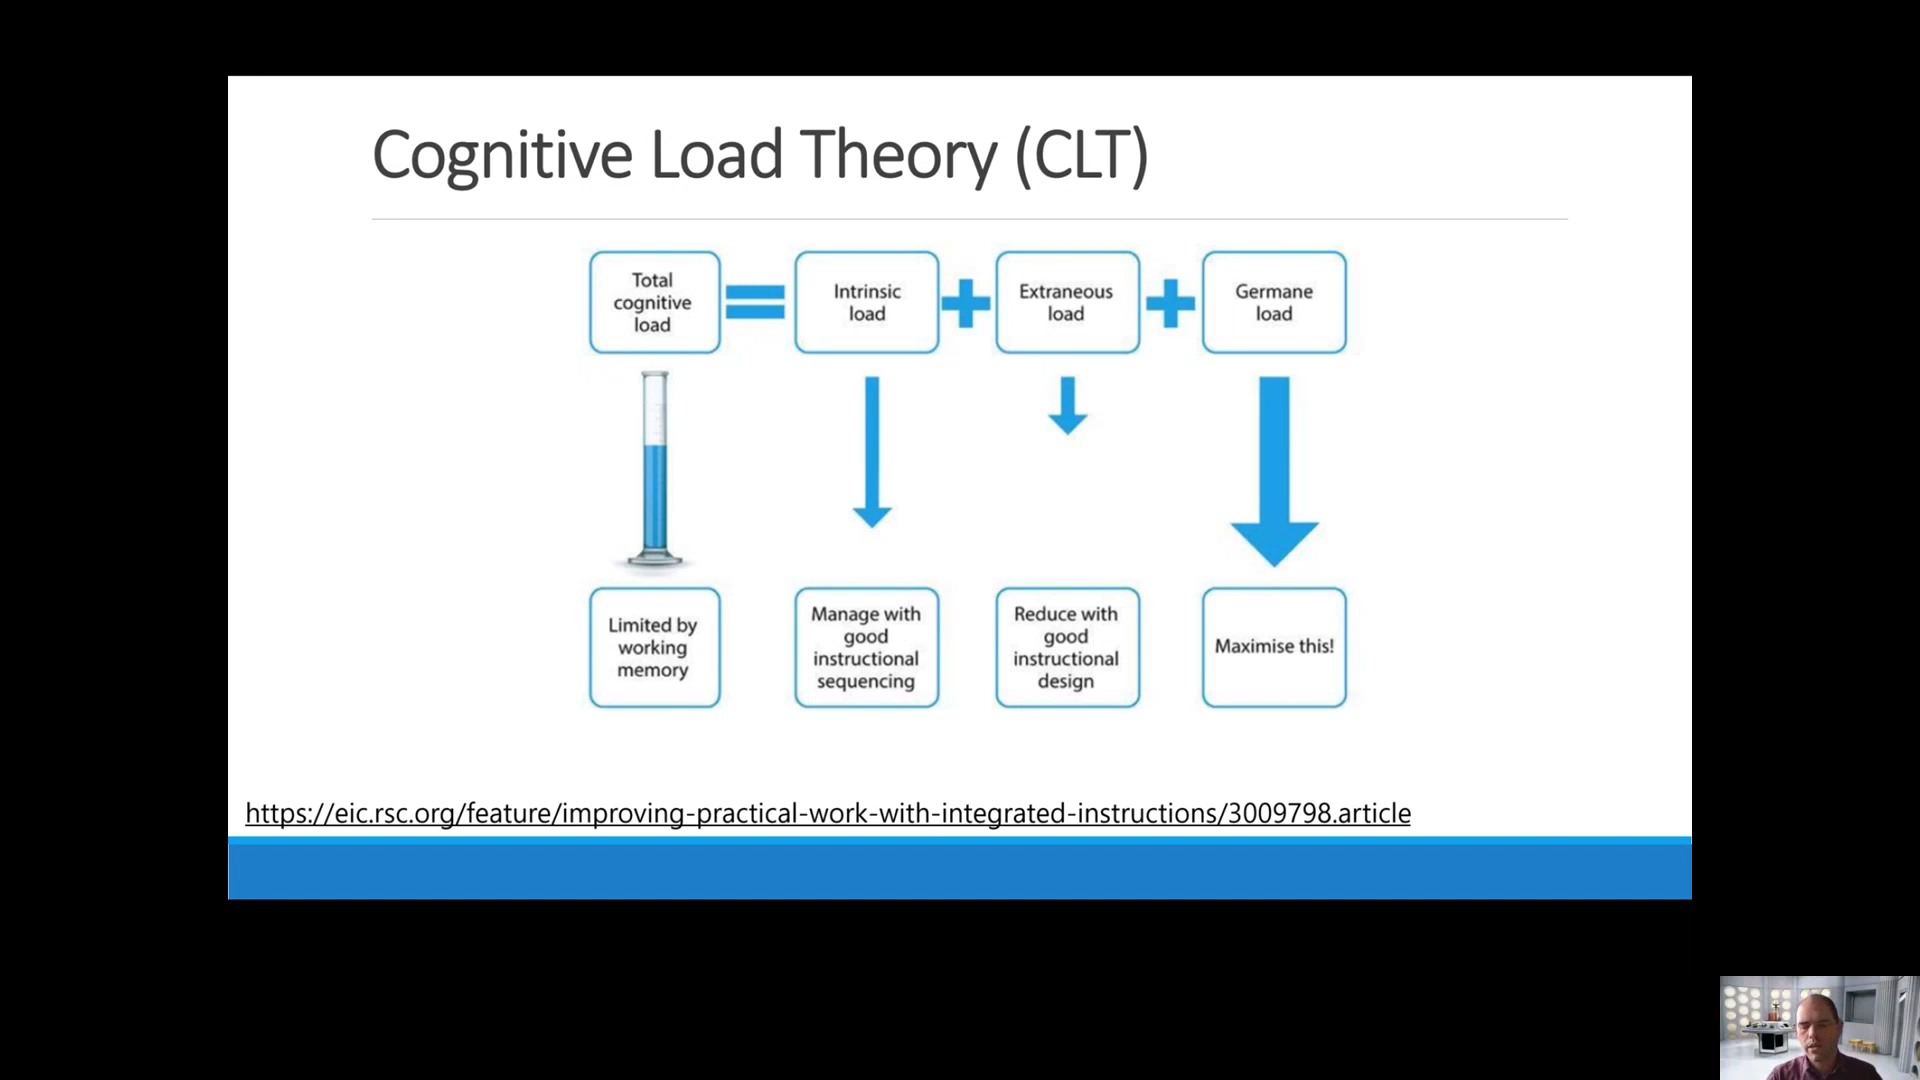 Cognitive Load Theory (CLT)
Total
cognitive
load
Intrinsic
load
Extraneous
load
Germane
load
Limited by
working
memory
Manage with
good
instructional
sequencing
Reduce with
good
instructional
design
Maximise this!
https://eic.rsc.org/feature/improving-practical-work-with-integrated-instructions/3009798.article